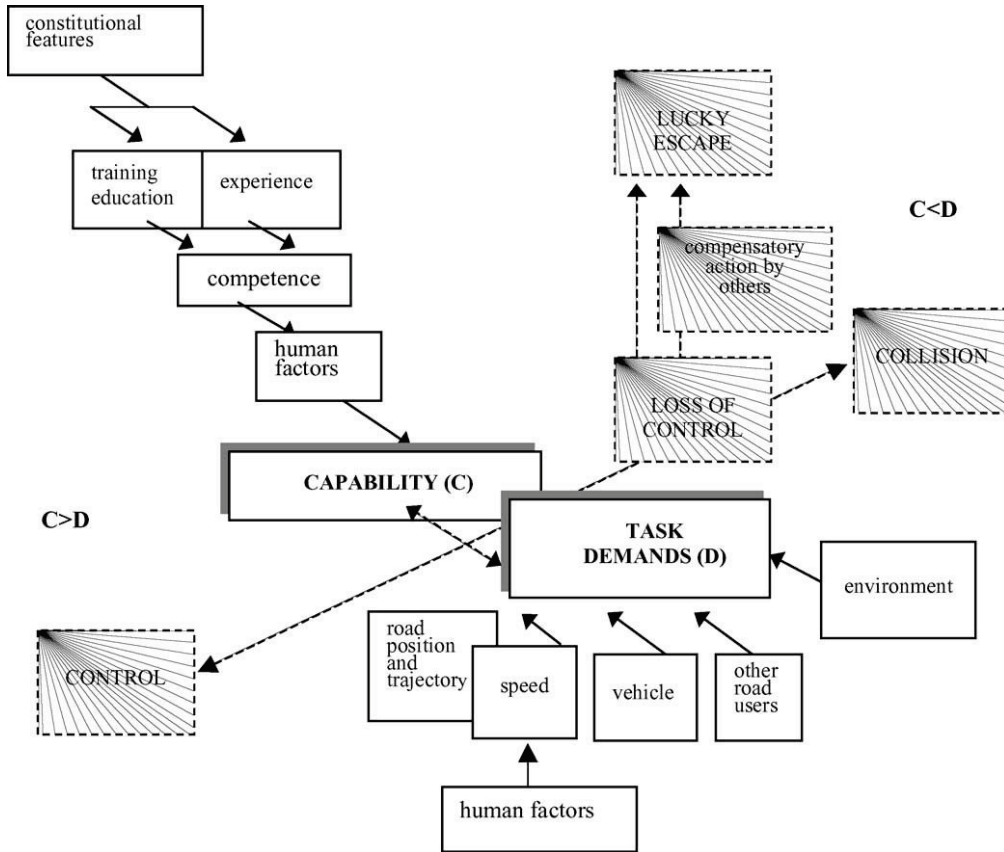 constitutional
features
training
education
experience
competence
human
factors
CAPABILITY (C)
C>D
CONTROL
LUCKY
ESCAPE
C<D
compensatory
action by
others
COLLISION
LOSS OF
CONTROL
TASK
DEMANDS (D)
environment
road
position
and
trajectory
speed
vehicle
other
road
users
human factors